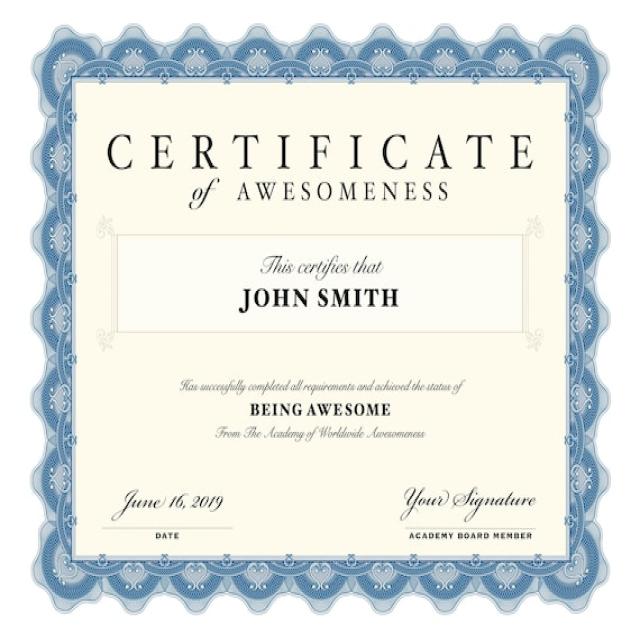 CERTIFICATE
of AWESOMENESS
This certifies that
JOHN SMITH
Has successfully completed all requirements and achieved the status of
BEING AWESOME
From The Academy of Worldwide Awesomeness
June 16, 2019
Your Signature
DATE
ACADEMY BOARD MEMBER